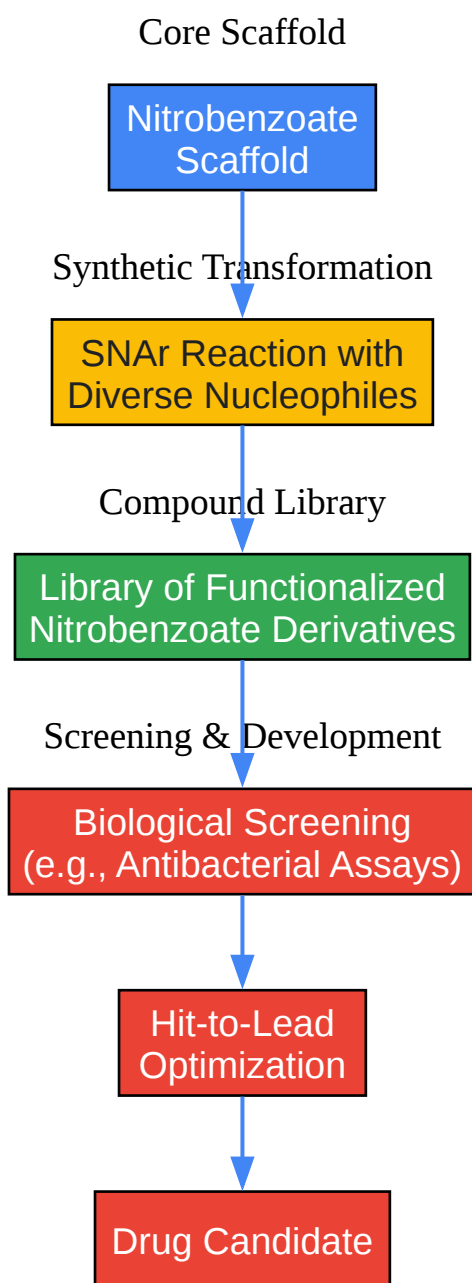 Core Scaffold
Nitrobenzoate
Scaffold
Synthetic Transformation
SNAr Reaction with
Diverse Nucleophiles
Compound Library
Library of Functionalized
Nitrobenzoate Derivatives
Screening & Development
Biological Screening
(e.g., Antibacterial Assays)
Hit-to-Lead
Optimization
Drug Candidate